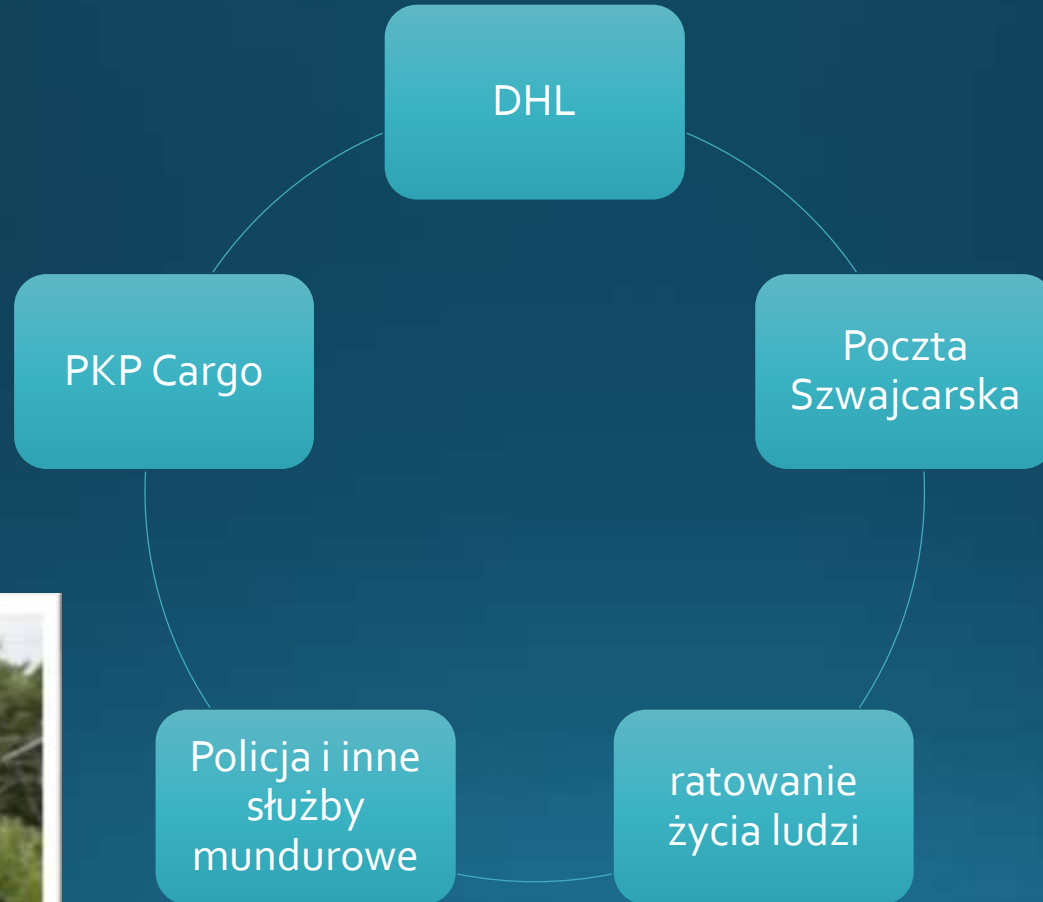 DHL
PKP Cargo
Poczta
Szwajcarska
Policja i inne
służby
mundurowe
ratowanie
życia ludzi